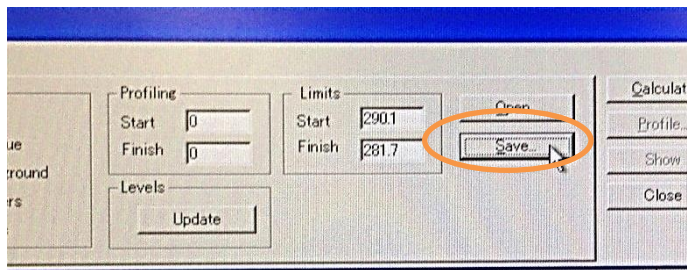 Profiling
Start 0
Finish 0
Levels
Update
Limits
Start 290.1
Finish 281.7
Open
Save...
Calculat
Profile...
Show
Close
ue
round
rs